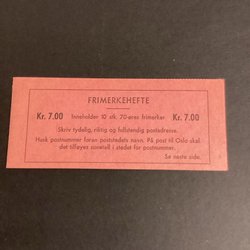 FRIMERKEHEFTE
Kr. 7.00 Inneholder 10 stk. 70-øres frimerker Kr. 7.00
Skriv tydelig, riktig og fullstendig postadresse.
Husk postnummer foran poststedets navn. På post til Oslo skal
det tilføyes sonetall i stedet for postnummer.
Se neste side.